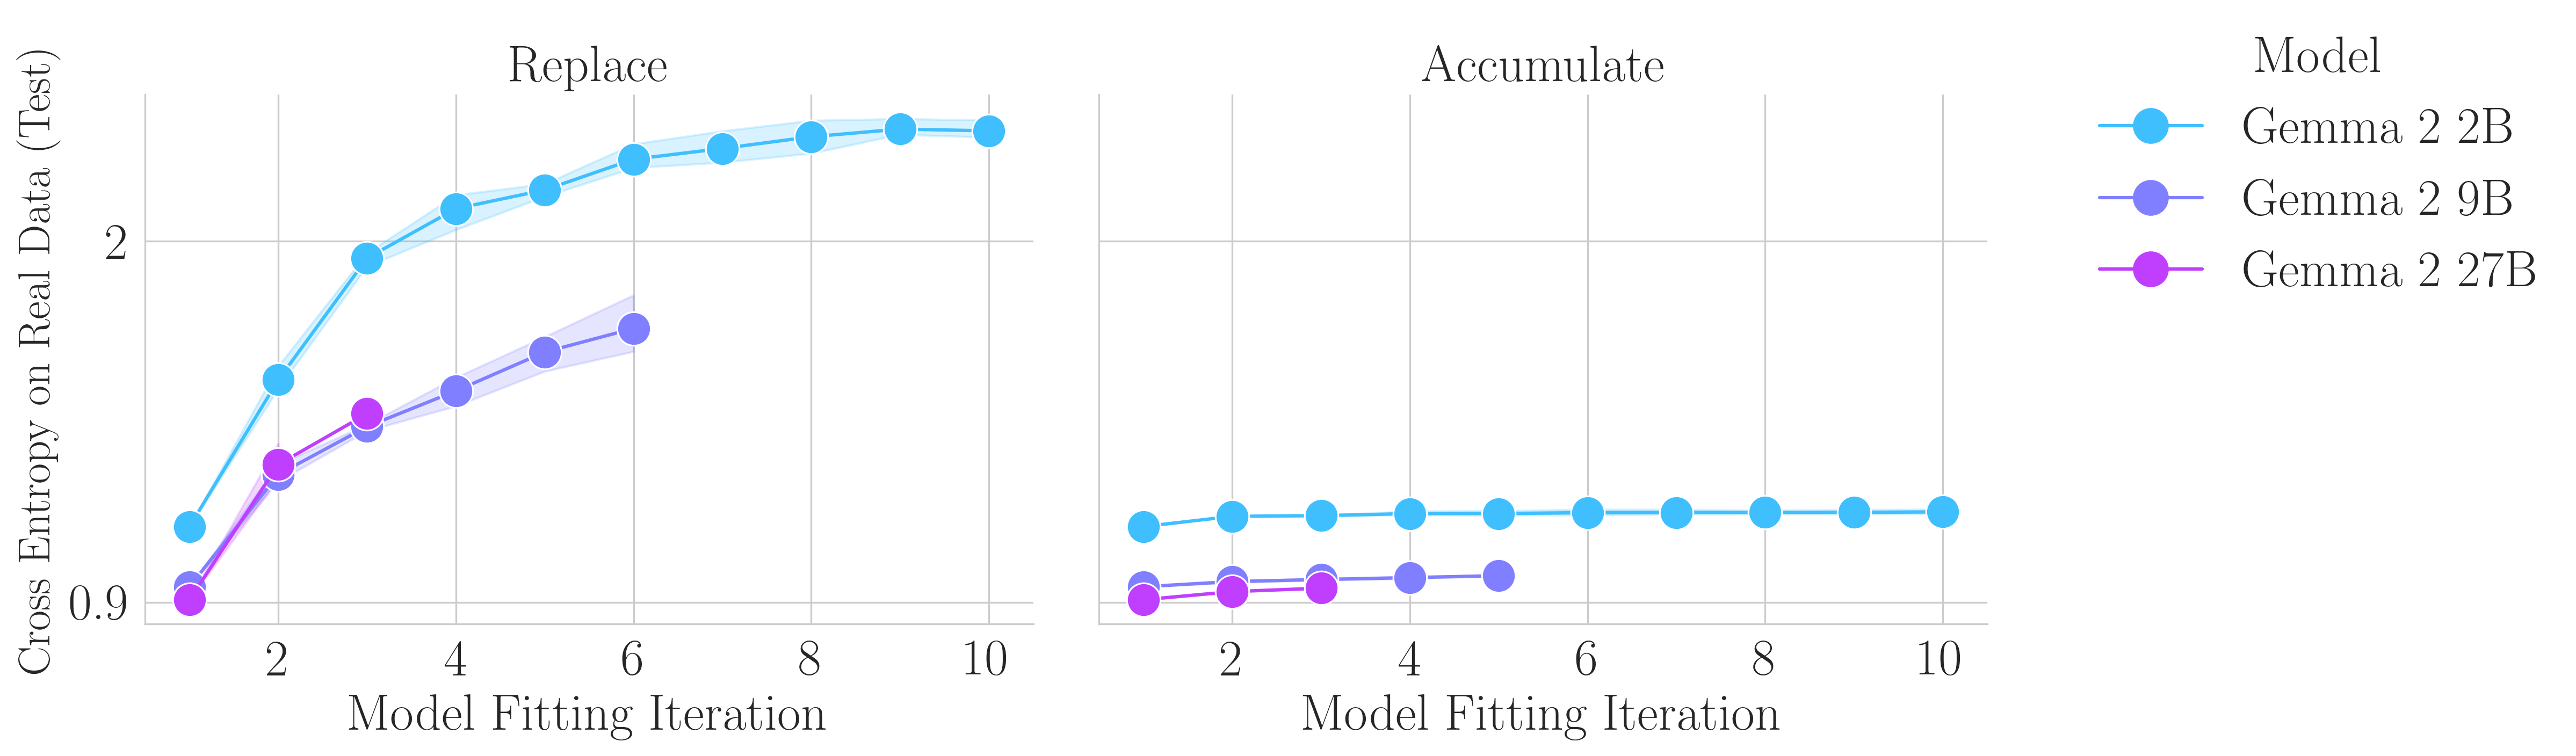 Replace
Accumulate
Model
Gemma 2 2B
Gemma 2 9B
Gemma 2 27B
Cross Entropy on Real Data (Test)
2
0.9
2 4 6 8 10
2 4 6 8 10
Model Fitting Iteration
Model Fitting Iteration